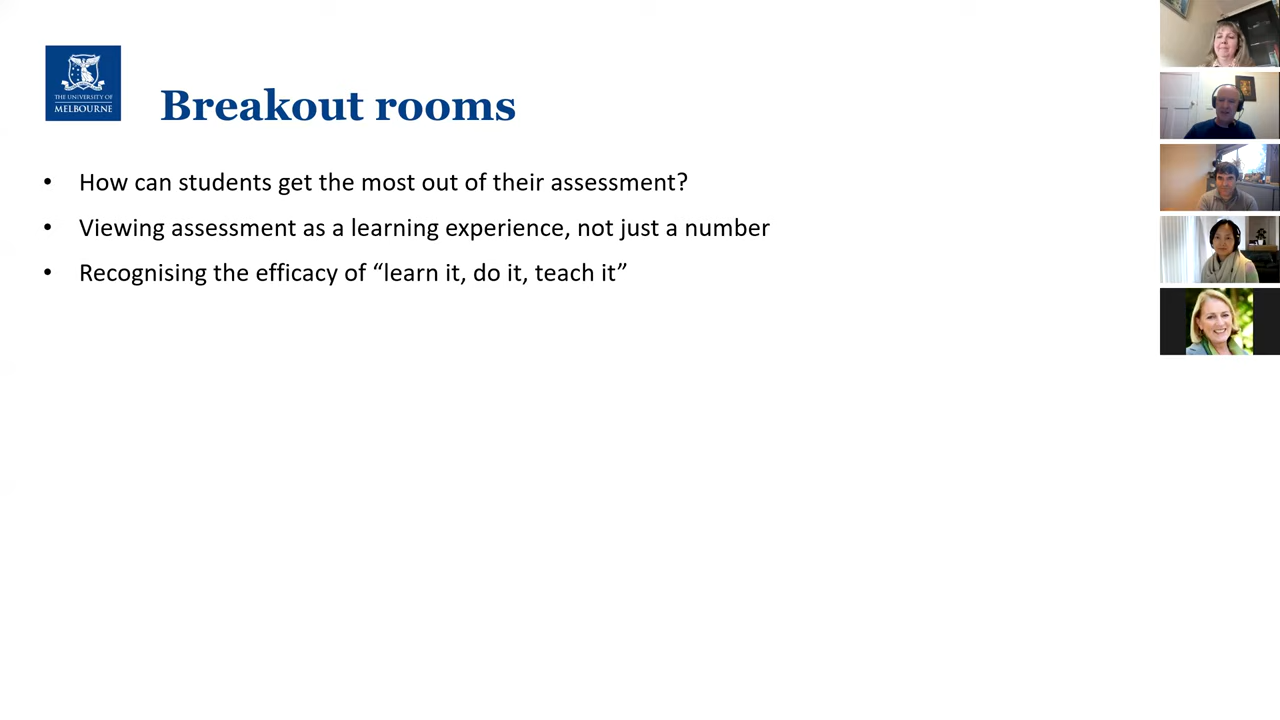 THE UNIVERSITY OF
MELBOURNE
Breakout rooms
• How can students get the most out of their assessment?
• Viewing assessment as a learning experience, not just a number
• Recognising the efficacy of “learn it, do it, teach it”